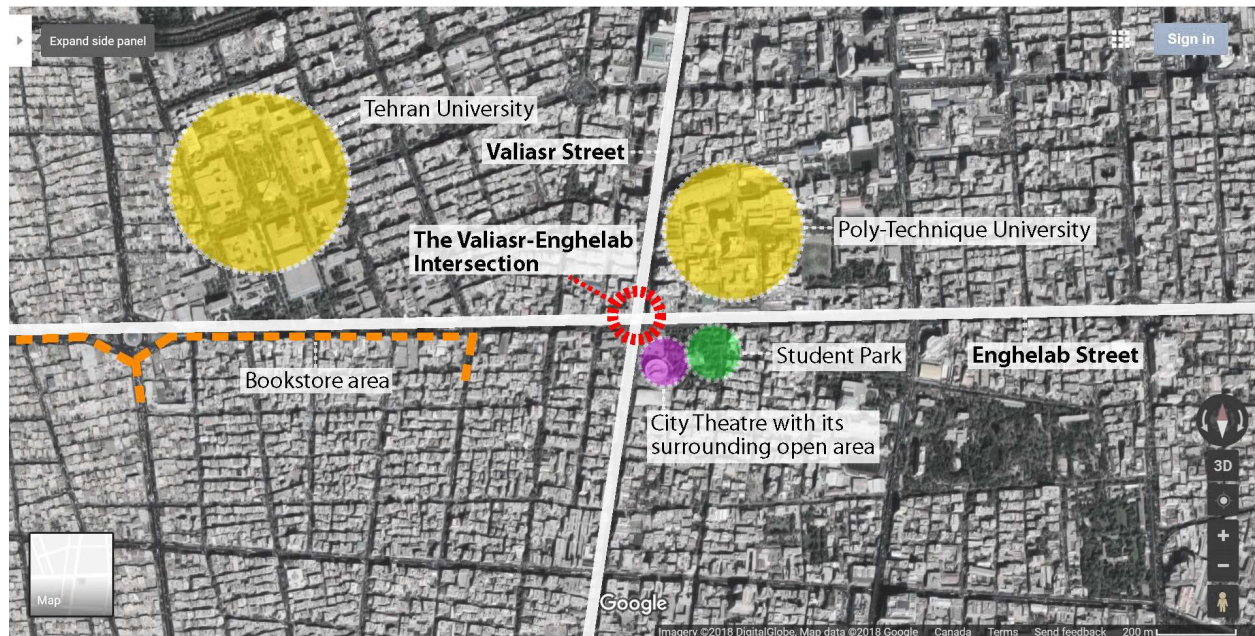 Expand side panel
Sign in
Tehran University
Valiasr Street
Poly-Technique University
The Valiasr-Enghelab
Intersection
Student Park
Enghelab Street
Bookstore area
City Theatre with its
surrounding open area
3D
Map
Google
Imagery ©2018 DigitalGlobe, Map data ©2018 Google Canada Terms Send feedback 200 m